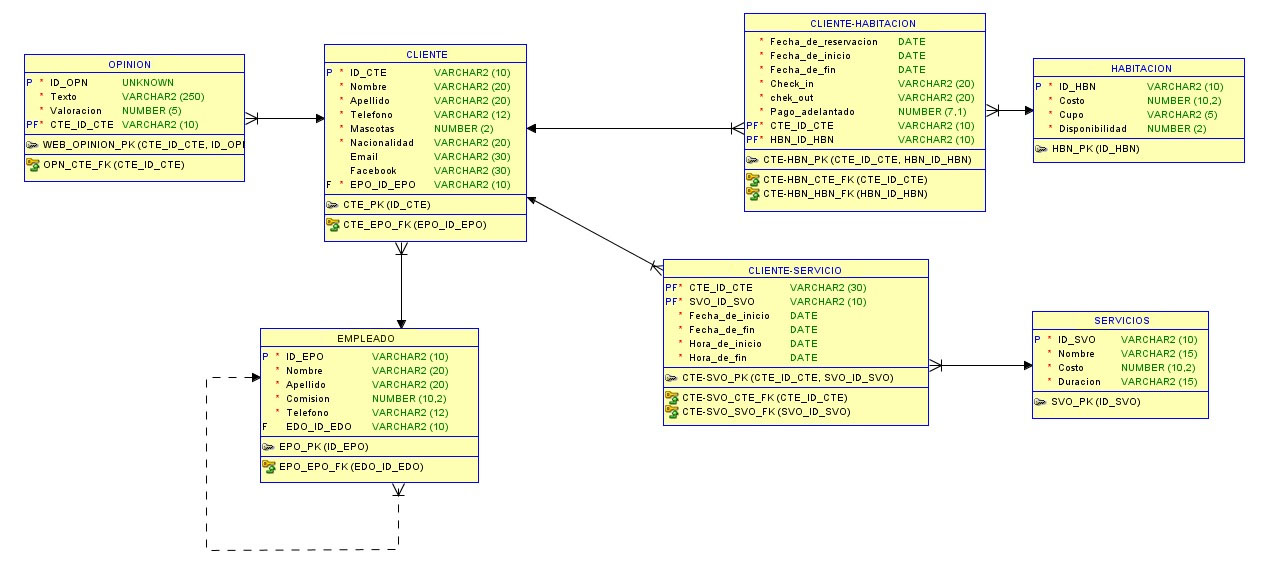 OPINION
P * ID_OPN UNKNOWN
* Texto VARCHAR2 (250)
* Valoracion NUMBER (5)
PF* CTE_ID_CTE VARCHAR2 (10)
WEB_OPINION_PK (CTE_ID_CTE, ID_OPI
OPN_CTE_FK (CTE_ID_CTE)
CLIENTE
P * ID_CTE VARCHAR2 (10)
* Nombre VARCHAR2 (20)
* Apellido VARCHAR2 (20)
* Telefono VARCHAR2 (12)
* Mascotas NUMBER (2)
* Nacionalidad VARCHAR2 (20)
Email VARCHAR2 (30)
Facebook VARCHAR2 (30)
F * EPO_ID_EPO VARCHAR2 (10)
CTE_PK (ID_CTE)
CTE_EPO_FK (EPO_ID_EPO)
CLIENTE-HABITACION
* Fecha_de_reservacion DATE
* Fecha_de_inicio DATE
* Fecha_de_fin DATE
* Check_in VARCHAR2 (20)
* chek_out VARCHAR2 (20)
* Pago_adelantado NUMBER (7,1)
PF* CTE_ID_CTE VARCHAR2 (10)
PF* HBN_ID_HBN VARCHAR2 (10)
CTE-HBN_PK (CTE_ID_CTE, HBN_ID_HBN)
CTE-HBN_CTE_FK (CTE_ID_CTE)
CTE-HBN_HBN_FK (HBN_ID_HBN)
HABITACION
P * ID_HBN VARCHAR2 (10)
* Costo NUMBER (10,2)
* Cupo VARCHAR2 (5)
* Disponibilidad NUMBER (2)
HBN_PK (ID_HBN)
EMPLEADO
P * ID_EPO VARCHAR2 (10)
* Nombre VARCHAR2 (20)
* Apellido VARCHAR2 (20)
* Comision NUMBER (10,2)
* Telefono VARCHAR2 (12)
F EDO_ID_EDO VARCHAR2 (10)
EPO_PK (ID_EPO)
EPO_EPO_FK (EDO_ID_EDO)
CLIENTE-SERVICIO
PF* CTE_ID_CTE VARCHAR2 (30)
PF* SVO_ID_SVO VARCHAR2 (10)
* Fecha_de_inicio DATE
* Fecha_de_fin DATE
* Hora_de_inicio DATE
* Hora_de_fin DATE
CTE-SVO_PK (CTE_ID_CTE, SVO_ID_SVO)
CTE-SVO_CTE_FK (CTE_ID_CTE)
CTE-SVO_SVO_FK (SVO_ID_SVO)
SERVICIOS
P * ID_SVO VARCHAR2 (10)
* Nombre VARCHAR2 (15)
* Costo NUMBER (10,2)
* Duracion VARCHAR2 (15)
SVO_PK (ID_SVO)